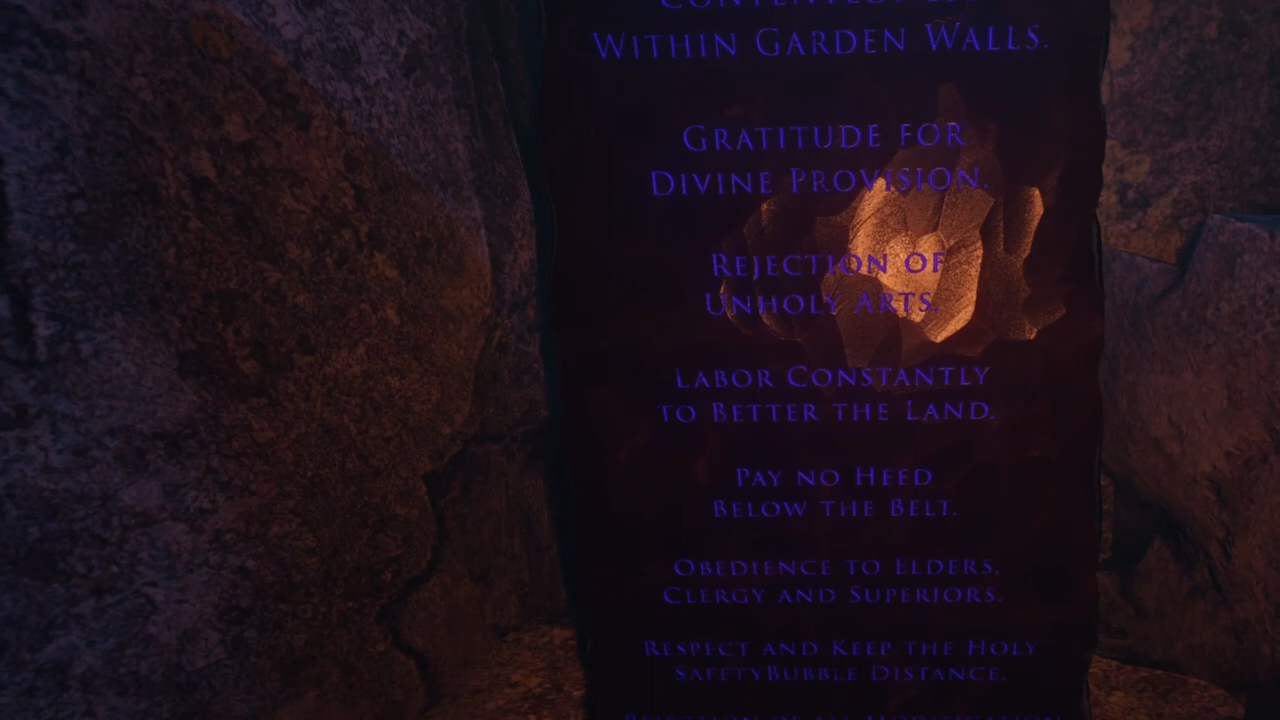 Within Garden Walls.
Gratitude for
Divine Provision.
Rejection of
Unholy Arts.
Labor Constantly
to Better the Land.
Pay no Heed
Below the Belt.
Obedience to Elders,
Clergy and Superiors.
Respect and Keep the Holy
SafetyBubble Distance.